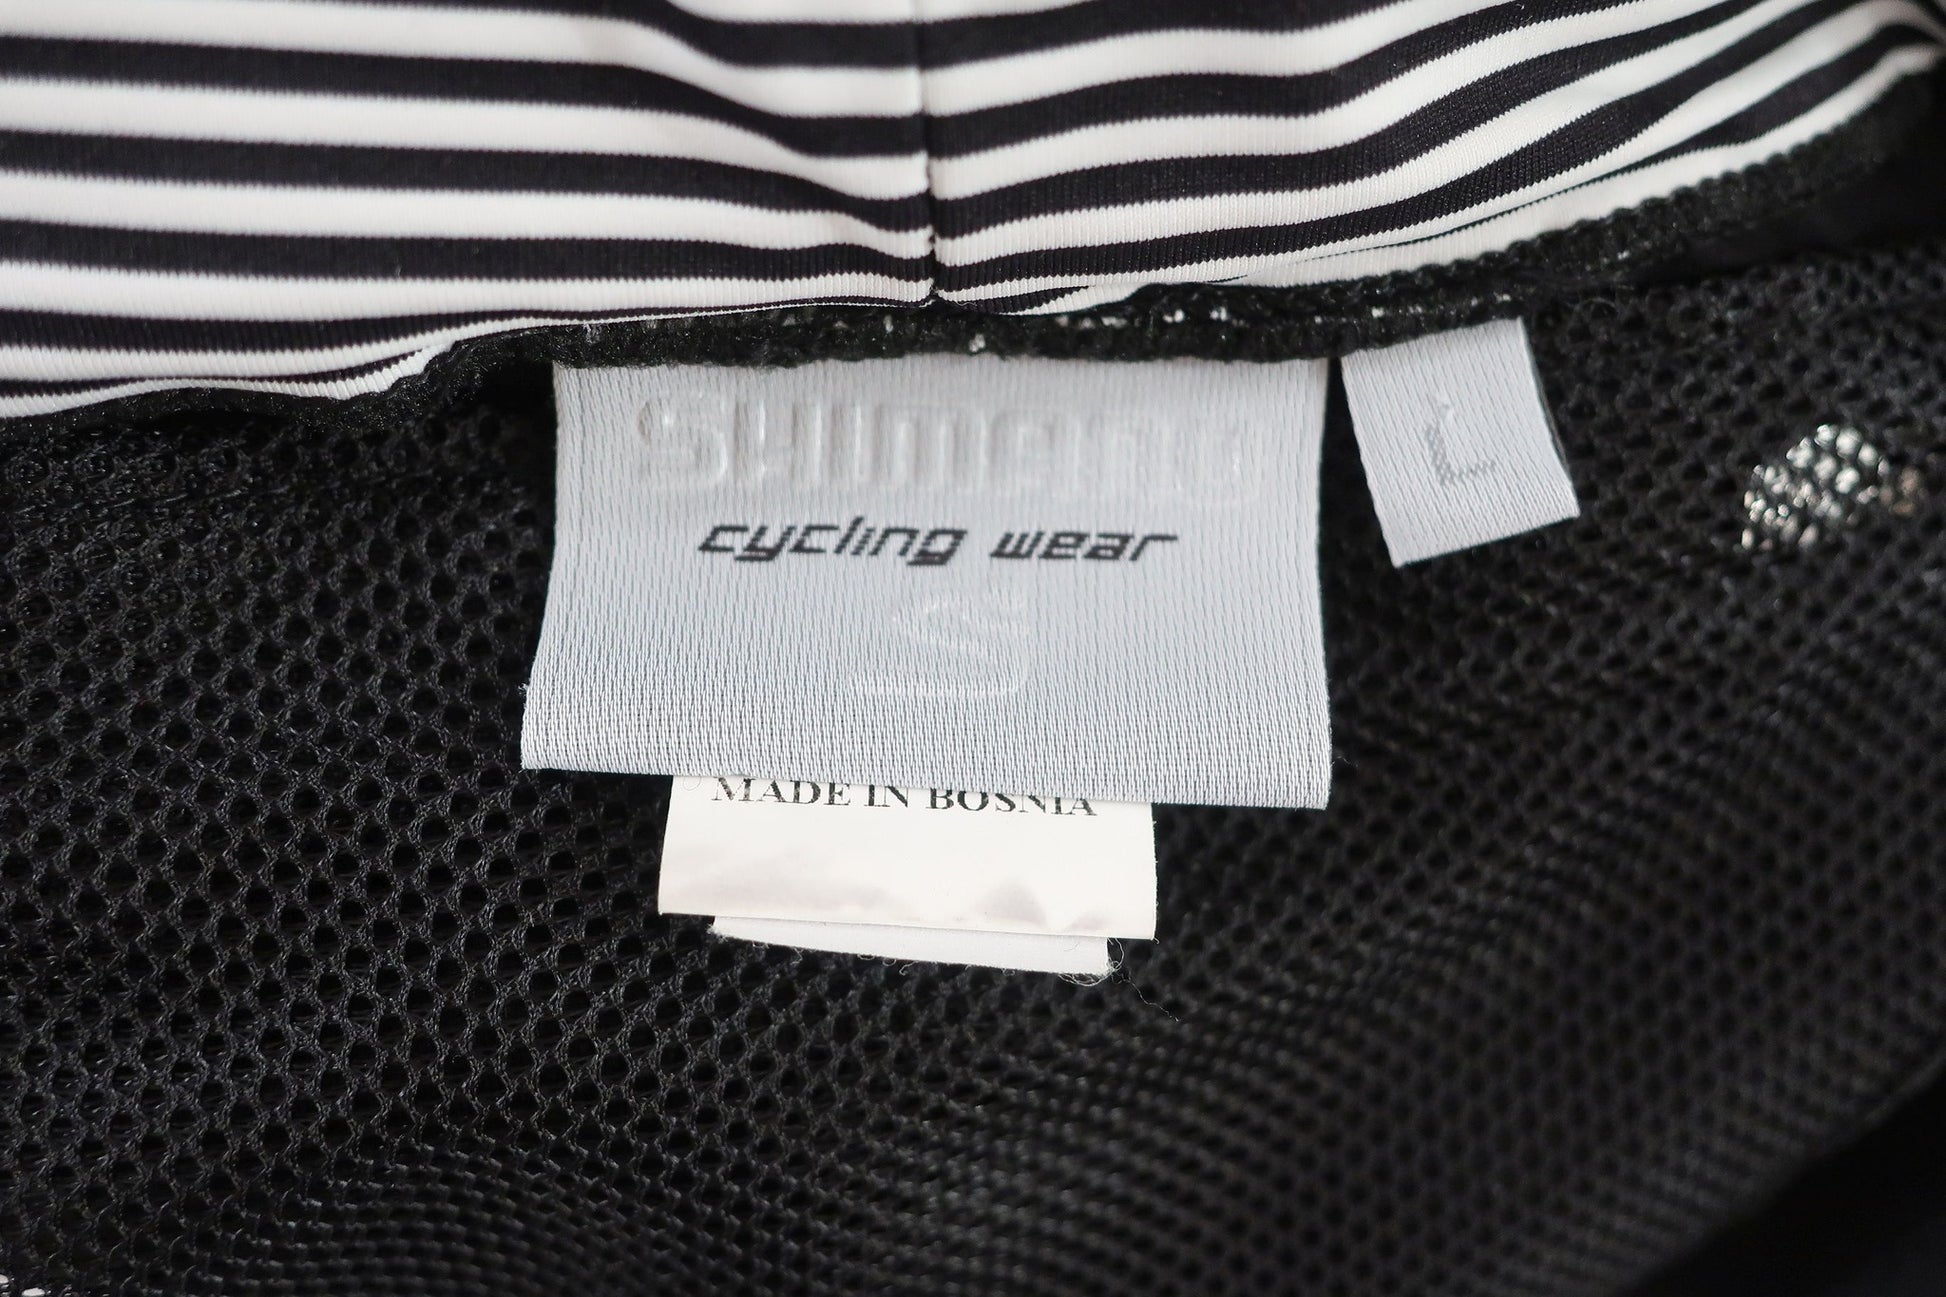 SHIMANO
L
cycling wear
MADE IN BOSNIA